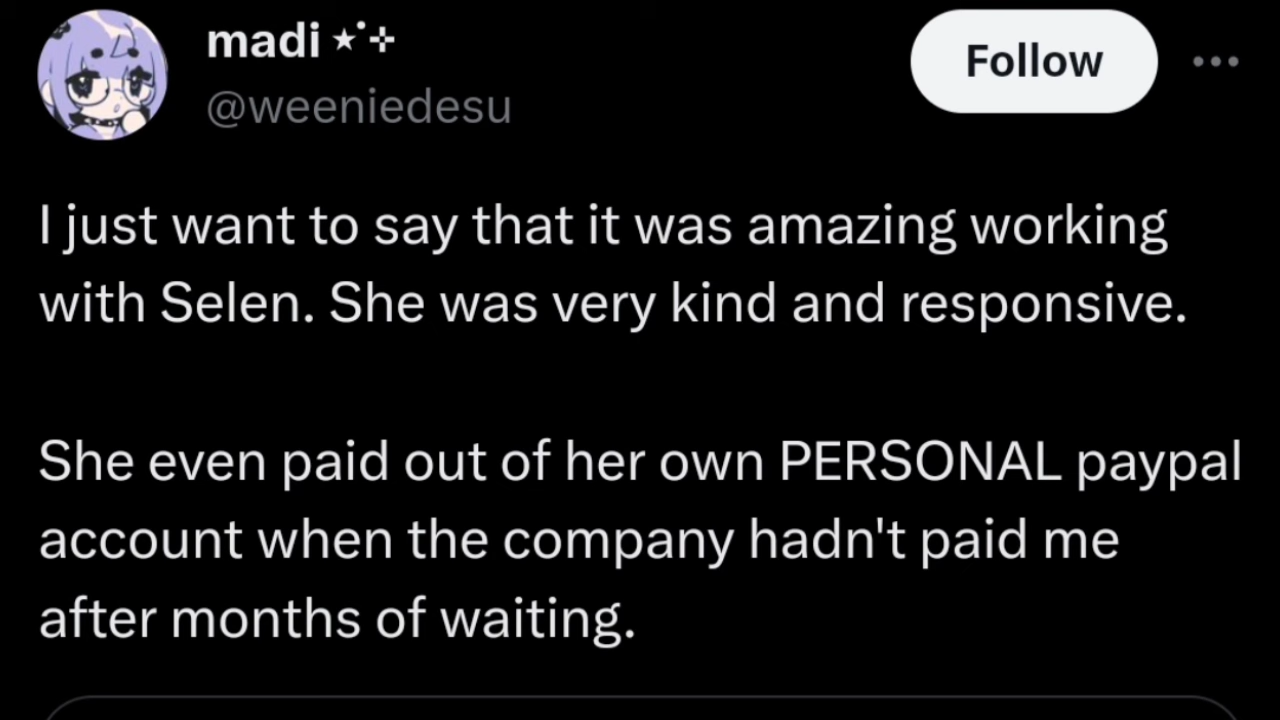 madi ⋆˙⊹
@weeniedesu
Follow
I just want to say that it was amazing working
with Selen. She was very kind and responsive.
She even paid out of her own PERSONAL paypal
account when the company hadn't paid me
after months of waiting.